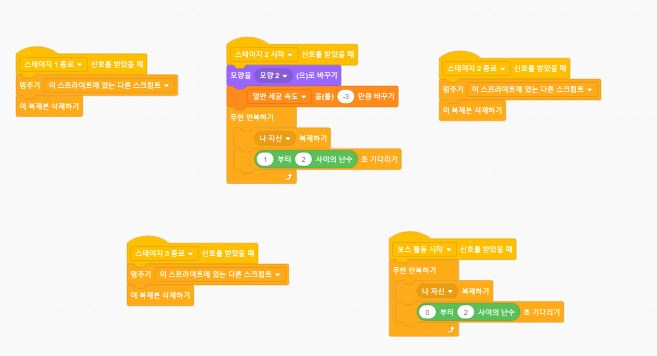 스테이지 1 종료 신호를 받았을 때
멈추기 이 스프라이트에 있는 다른 스크립트
이 복제본 삭제하기
스테이지 2 시작 신호를 받았을 때
모양을 모양 2 (으)로 바꾸기
일반 세균 속도 을(를) -3 만큼 바꾸기
무한 반복하기
나 자신 복제하기
1 부터 2 사이의 난수 초 기다리기
스테이지 2 종료 신호를 받았을 때
멈추기 이 스프라이트에 있는 다른 스크립트
이 복제본 삭제하기
스테이지 3 종료 신호를 받았을 때
멈추기 이 스프라이트에 있는 다른 스크립트
이 복제본 삭제하기
보스 활동 시작 신호를 받았을 때
무한 반복하기
나 자신 복제하기
0 부터 2 사이의 난수 초 기다리기